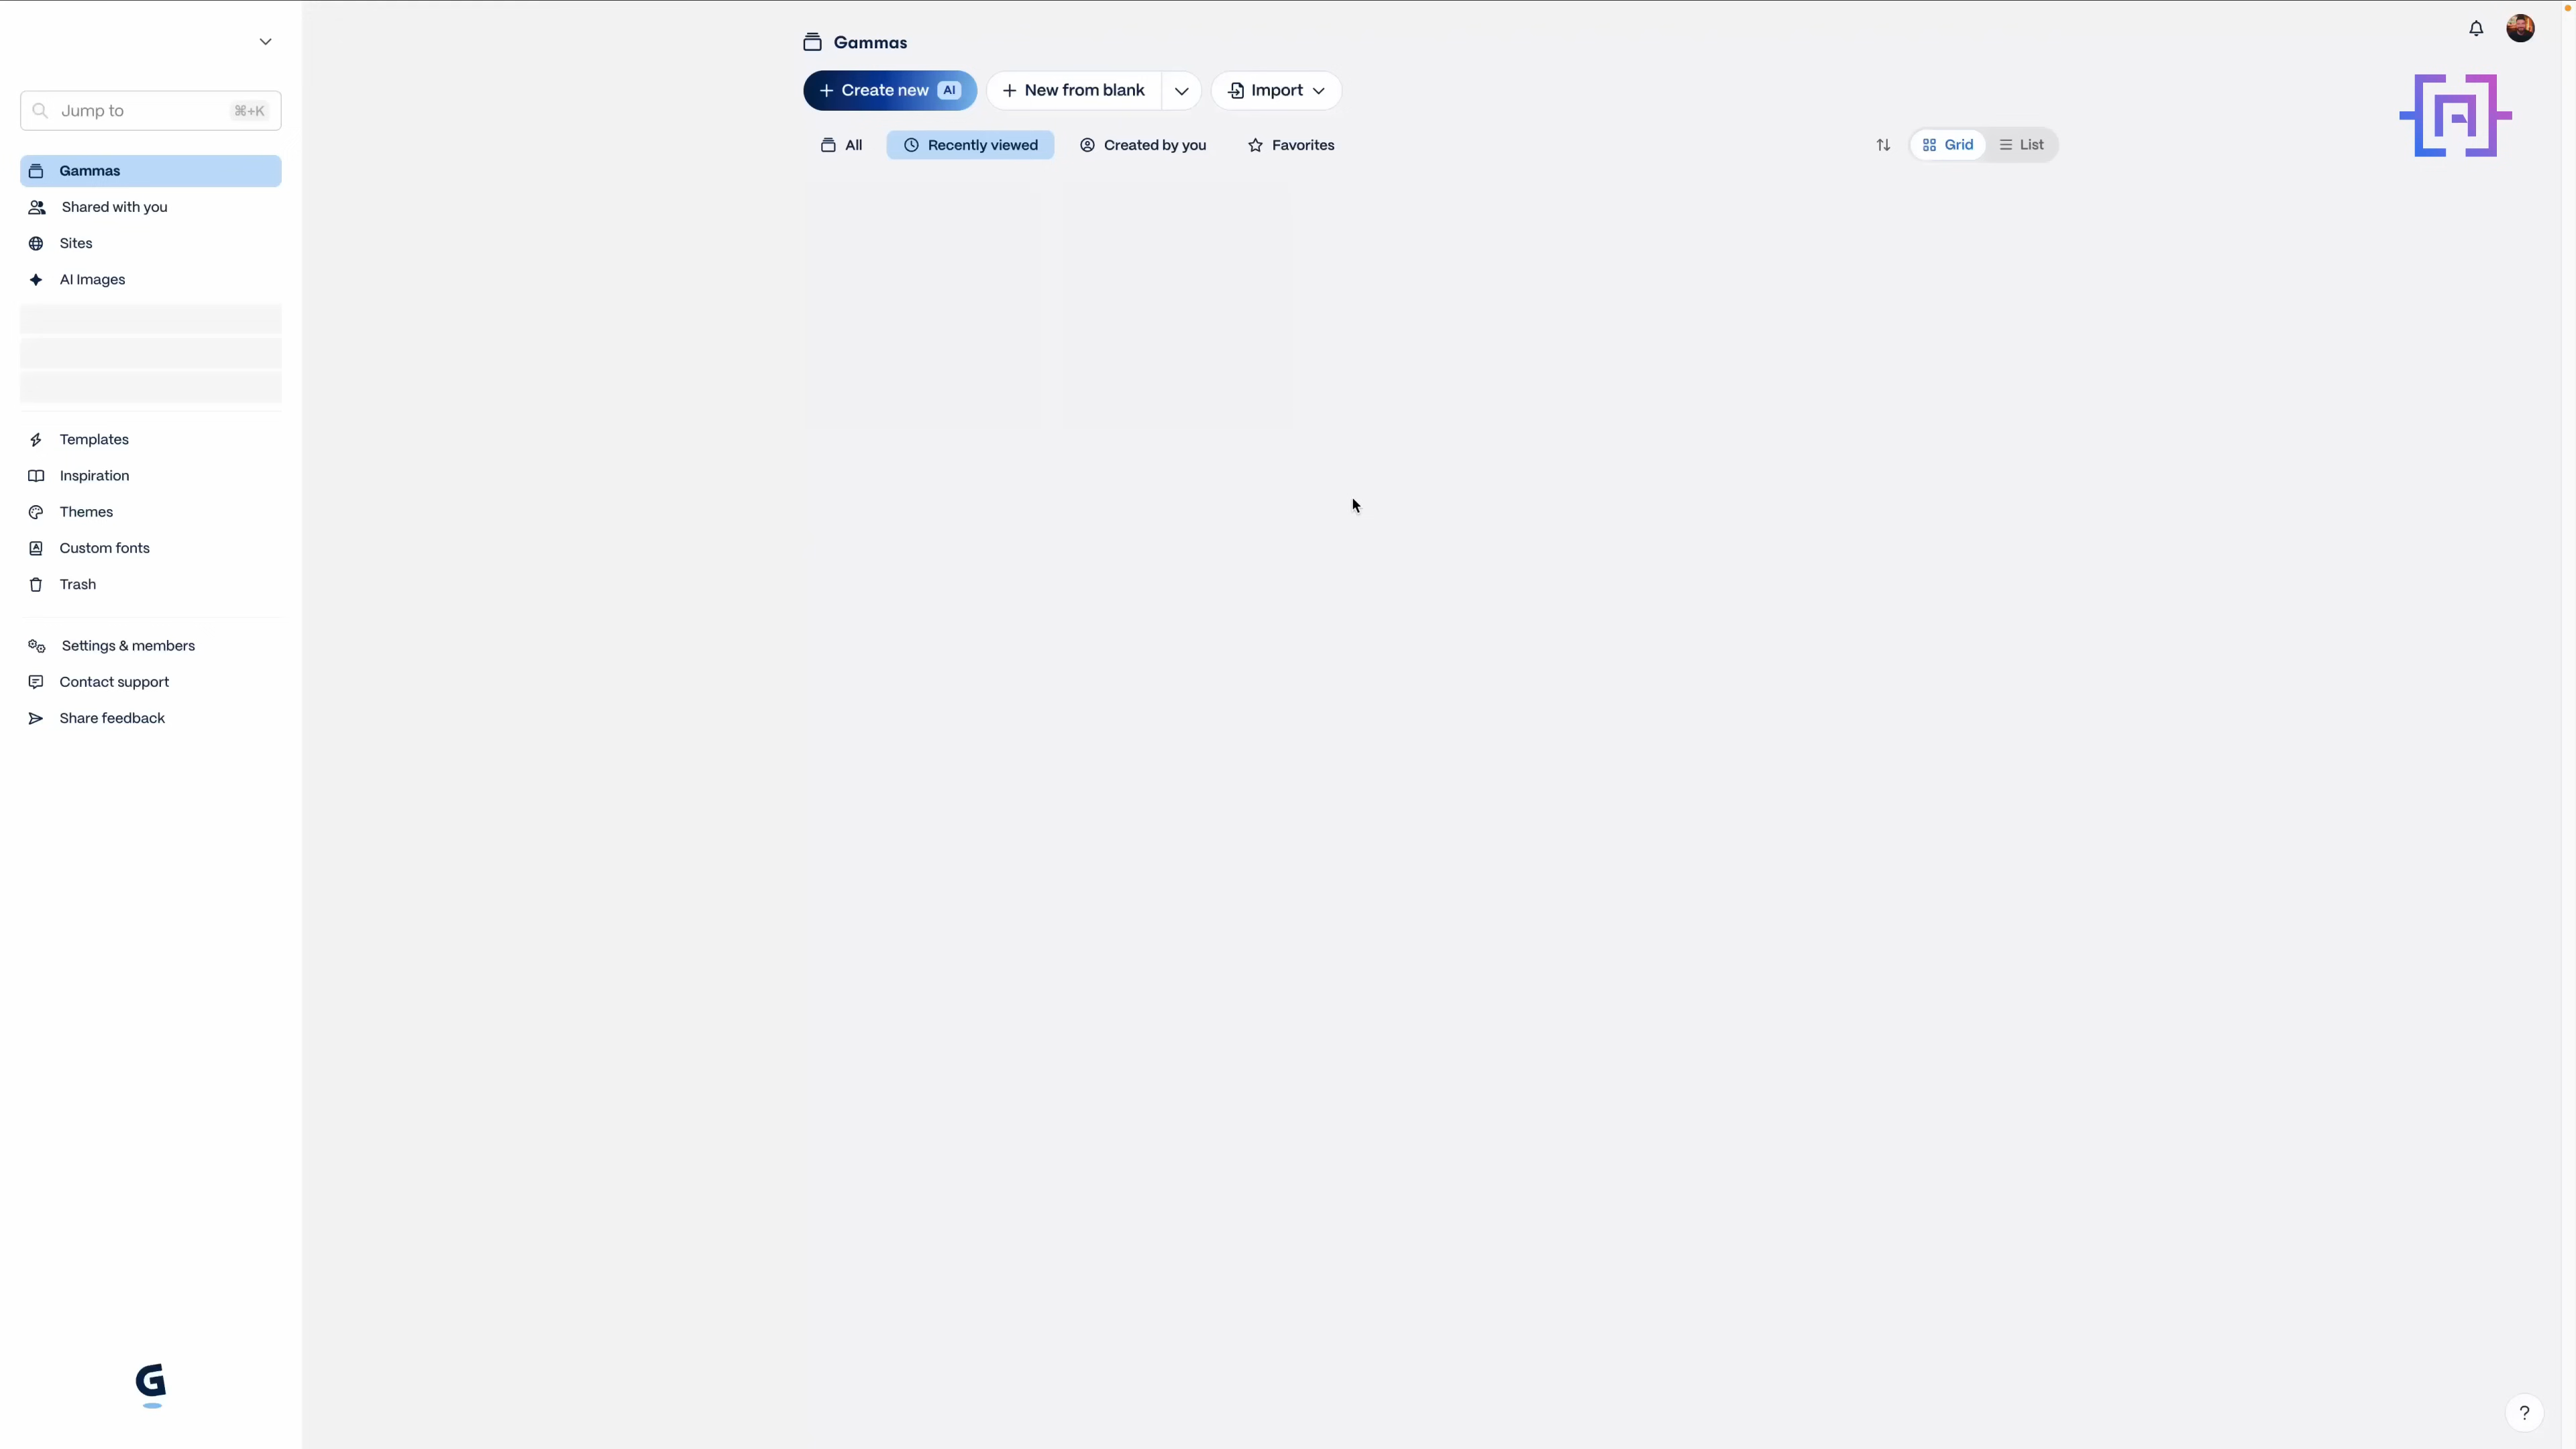 Jump to ⌘+K
Gammas
Shared with you
Sites
AI Images
Templates
Inspiration
Themes
Custom fonts
Trash
Settings & members
Contact support
Share feedback
Gammas
+ Create new AI
+ New from blank
Import
All
Recently viewed
Created by you
Favorites
Grid
List
?